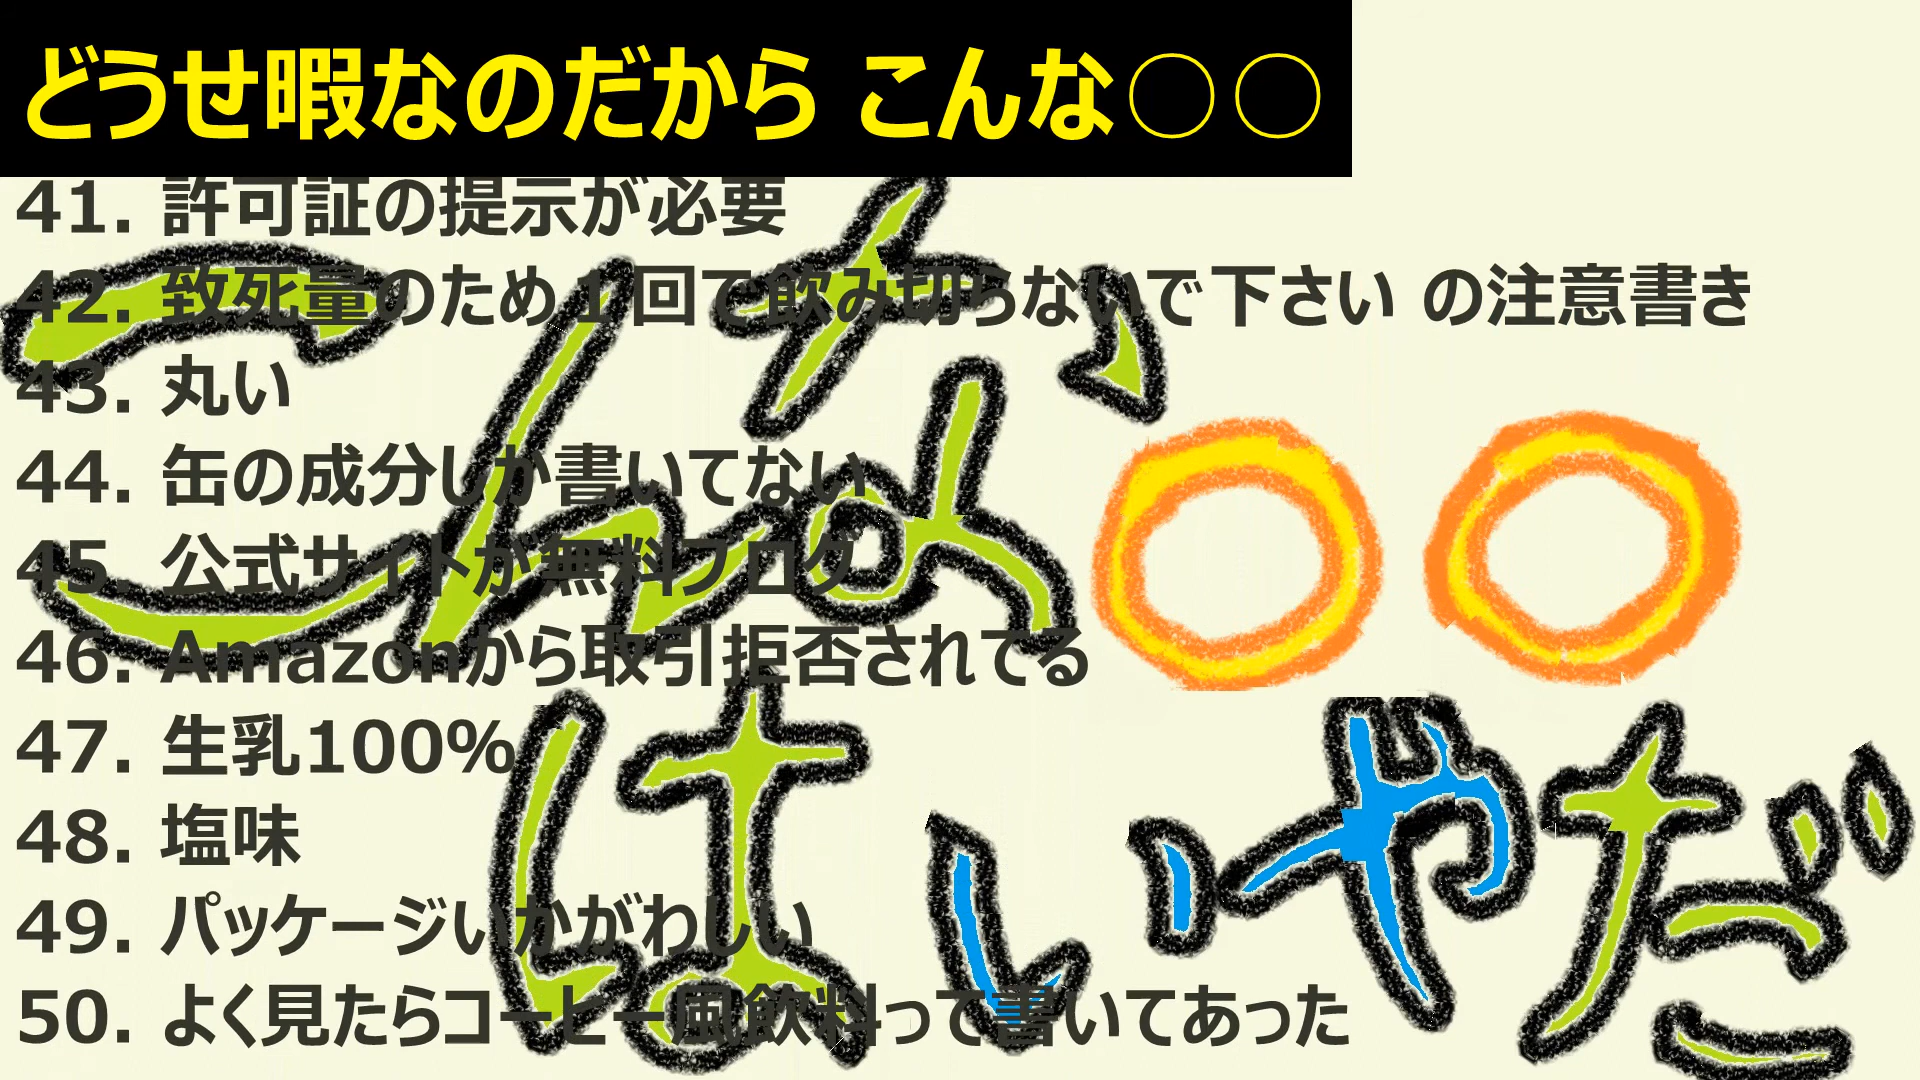 どうせ暇なのだから こんな○○
41. 許可証の提示が必要
42. 致死量のため１回で飲み切らないで下さい の注意書き
43. 丸い
44. 缶の成分しか書いてない
45. 公式サイトが無料ブログ
46. Amazonから取引拒否されてる
47. 生乳100%
48. 塩味
49. パッケージいかがわしい
50. よく見たらコーヒー風飲料って書いてあった
こんな○○
はいやだ